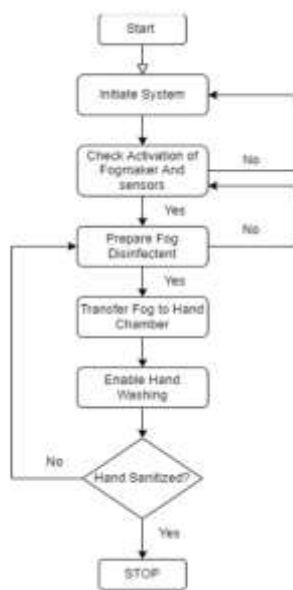 Start
Initiate System
Check Activation of
Fogmaker And
sensors
No
Yes
Prepare Fog
Disinfectent
No
Yes
Transfer Fog to Hand
Chamber
Enable Hand
Washing
No
Hand Sanitized?
Yes
STOP